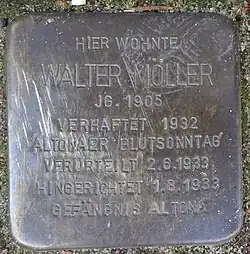 HIER WOHNTE
WALTER MÖLLER
JG. 1905
VERHAFTET 1932
ALTONAER BLUTSONNTAG
VERURTEILT 2.6.1933
HINGERICHTET 1.8.1933
GEFÄNGNIS ALTONA